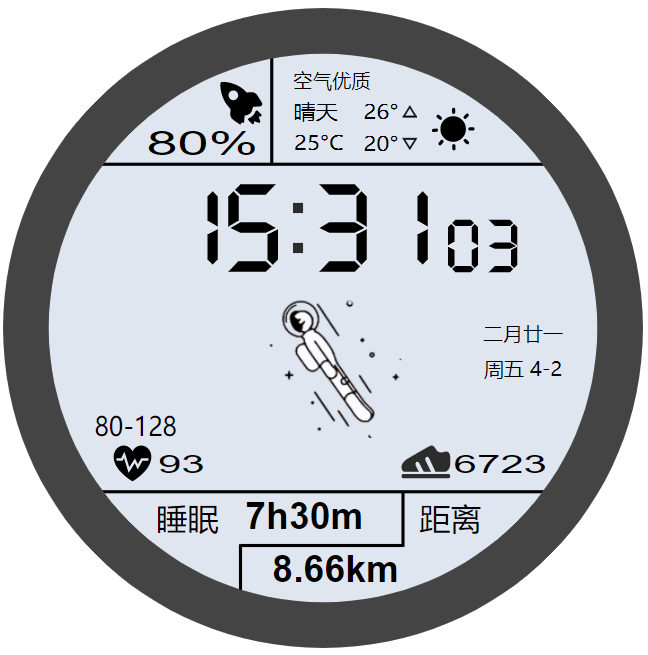 空气优质
晴天 26°
80%
25°C 20°
15:31 03
二月廿一
周五 4-2
80-128
93
6723
睡眠 7h30m 距离
8.66km